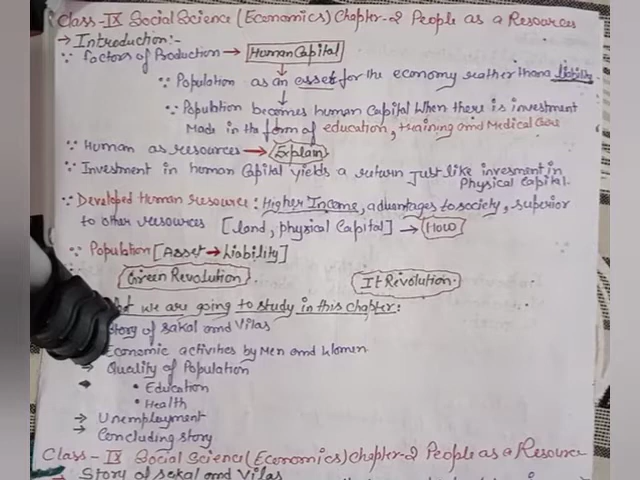 Class-IX Social Science (Economics) Chapter-2 People as a Resources
→ Introduction:-
∵ Factors of Production → Human Capital
∵ Population as an asset for the economy reather than a liability.
∵ Population becomes human Capital when there is investment
Made in the form of education, training and Medical Care
∵ Human as resources → Explain
∵ Investment in human Capital yields a return just like invesment in
Physical Capital.
∵ Developed Human resource: Higher Income, advantages to society, superior
to other resources [land, physical Capital] → How
∵ Population [Asset → Liability]
Green Revolution It Revolution.
we are going to study in this chapter:
Story of Sakal and Vilas
Economic activities by Men and Women
→ Quality of Population
• Education
• Health
→ Unemployment
→ Concluding story
Class-IX Social Science (Economics) Chapter-2 People as a Resource
→ Story of Sakal and Vilas